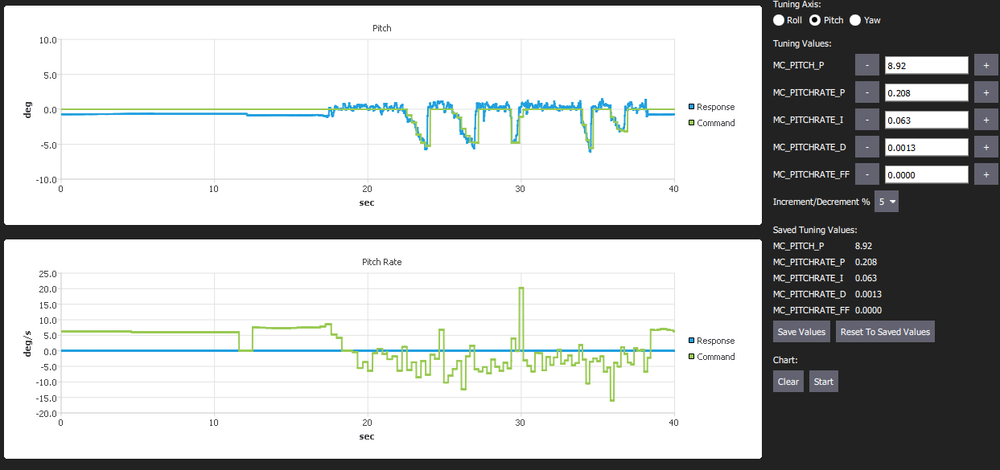 Pitch
10.0
5.0
0.0
-5.0
-10.0
deg
0
10
20
30
40
sec
Response
Command
Pitch Rate
25.0
20.0
15.0
10.0
5.0
0.0
-5.0
-10.0
-15.0
-20.0
deg/s
0
10
20
30
40
sec
Response
Command
Tuning Axis:
Roll Pitch Yaw
Tuning Values:
MC_PITCH_P - 8.92 +
MC_PITCHRATE_P - 0.208 +
MC_PITCHRATE_I - 0.063 +
MC_PITCHRATE_D - 0.0013 +
MC_PITCHRATE_FF - 0.0000 +
Increment/Decrement % 5
Saved Tuning Values:
MC_PITCH_P 8.92
MC_PITCHRATE_P 0.208
MC_PITCHRATE_I 0.063
MC_PITCHRATE_D 0.0013
MC_PITCHRATE_FF 0.0000
Save Values Reset To Saved Values
Chart:
Clear Start